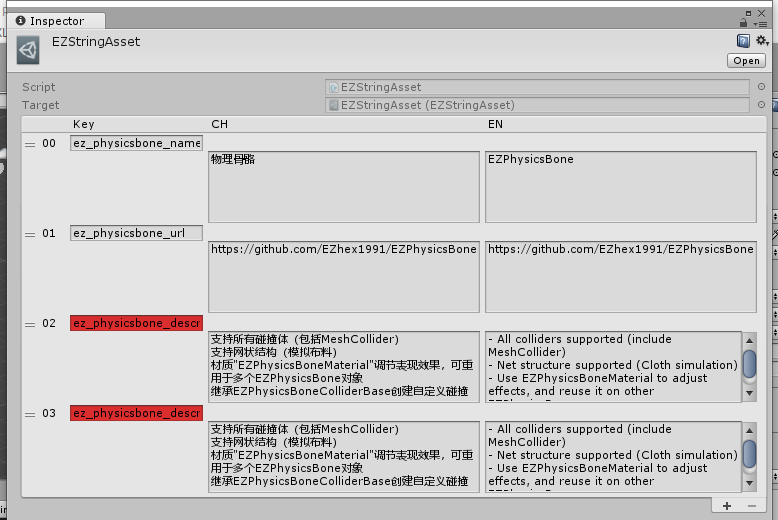 Inspector
EZStringAsset
Open
Script
EZStringAsset
Target
EZStringAsset (EZStringAsset)
Key CH EN
00 ez_physicsbone_name
物理骨骼
EZPhysicsBone
01 ez_physicsbone_url
https://github.com/EZhex1991/EZPhysicsBone
https://github.com/EZhex1991/EZPhysicsBone
02 ez_physicsbone_descr
支持所有碰撞体 (包括MeshCollider)
支持网状结构 (模拟布料)
材质"EZPhysicsBoneMaterial"调节表现效果，可重
用于多个EZPhysicsBone对象
继承EZPhysicsBoneColliderBase创建自定义碰撞
- All colliders supported (include
MeshCollider)
- Net structure supported (Cloth simulation)
- Use EZPhysicsBoneMaterial to adjust
effects, and reuse it on other
03 ez_physicsbone_descr
支持所有碰撞体 (包括MeshCollider)
支持网状结构 (模拟布料)
材质"EZPhysicsBoneMaterial"调节表现效果，可重
用于多个EZPhysicsBone对象
继承EZPhysicsBoneColliderBase创建自定义碰撞
- All colliders supported (include
MeshCollider)
- Net structure supported (Cloth simulation)
- Use EZPhysicsBoneMaterial to adjust
effects, and reuse it on other